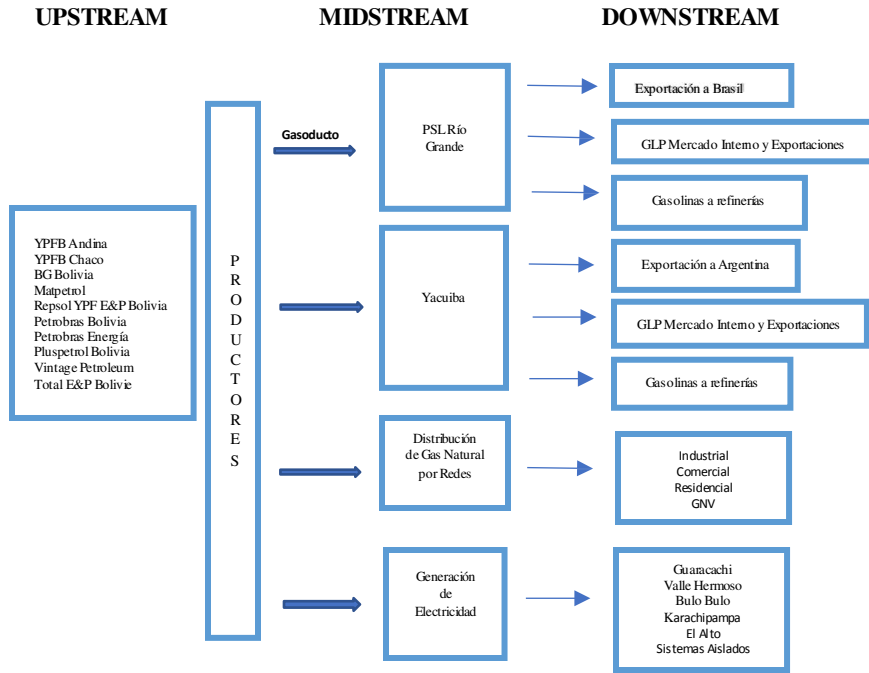 UPSTREAM
MIDSTREAM
DOWNSTREAM
YPFB Andina
YPFB Chaco
BG Bolivia
Matpetrol
Repsol YPF E&P Bolivia
Petrobras Bolivia
Petrobras Energía
Pluspetrol Bolivia
Vintage Petroleum
Total E&P Bolivie
P
R
O
D
U
C
T
O
R
E
S
Gasoducto
PSL Río
Grande
Exportación a Brasil
GLP Mercado Interno y Exportaciones
Gasolinas a refinerías
Yacuiba
Exportación a Argentina
GLP Mercado Interno y Exportaciones
Gasolinas a refinerías
Distribución
de Gas Natural
por Redes
Industrial
Comercial
Residencial
GNV
Generación
de
Electricidad
Guaracachi
Valle Hermoso
Bulo Bulo
Karachipampa
El Alto
Sistemas Aislados